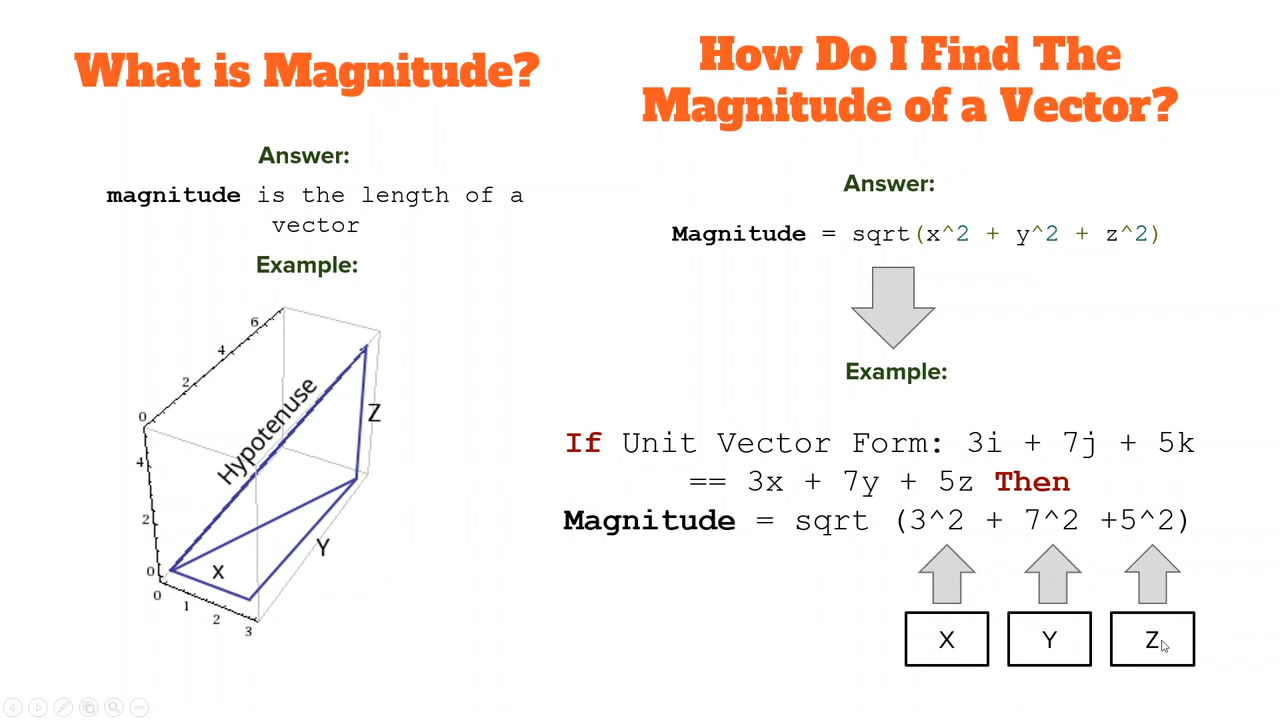 What is Magnitude?
Answer:
magnitude is the length of a
vector
Example:
6
4
2
0
4
2
0
0
1
2
3
Hypotenuse
Z
Y
X
How Do I Find The
Magnitude of a Vector?
Answer:
Magnitude = sqrt(x^2 + y^2 + z^2)
Example:
If Unit Vector Form: 3i + 7j + 5k
== 3x + 7y + 5z Then
Magnitude = sqrt (3^2 + 7^2 +5^2)
X
Y
Z